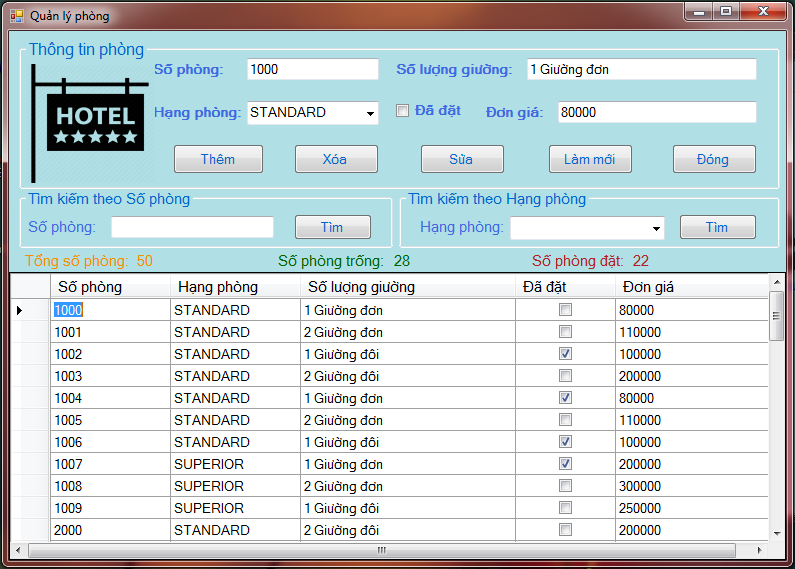 Quản lý phòng
Thông tin phòng
HOTEL
Số phòng: 1000 Số lượng giường: 1 Giường đơn
Hạng phòng: STANDARD Đã đặt Đơn giá: 80000
Thêm Xóa Sửa Làm mới Đóng
Tìm kiếm theo Số phòng Tìm kiếm theo Hạng phòng
Số phòng: Tìm Hạng phòng: Tìm
Tổng số phòng: 50 Số phòng trống: 28 Số phòng đặt: 22
Số phòng Hạng phòng Số lượng giường Đã đặt Đơn giá
1000 STANDARD 1 Giường đơn 80000
1001 STANDARD 2 Giường đơn 110000
1002 STANDARD 1 Giường đôi 100000
1003 STANDARD 2 Giường đôi 200000
1004 STANDARD 1 Giường đơn 80000
1005 STANDARD 2 Giường đơn 110000
1006 STANDARD 1 Giường đôi 100000
1007 SUPERIOR 1 Giường đơn 200000
1008 SUPERIOR 2 Giường đơn 300000
1009 SUPERIOR 1 Giường đôi 250000
2000 STANDARD 2 Giường đôi 200000